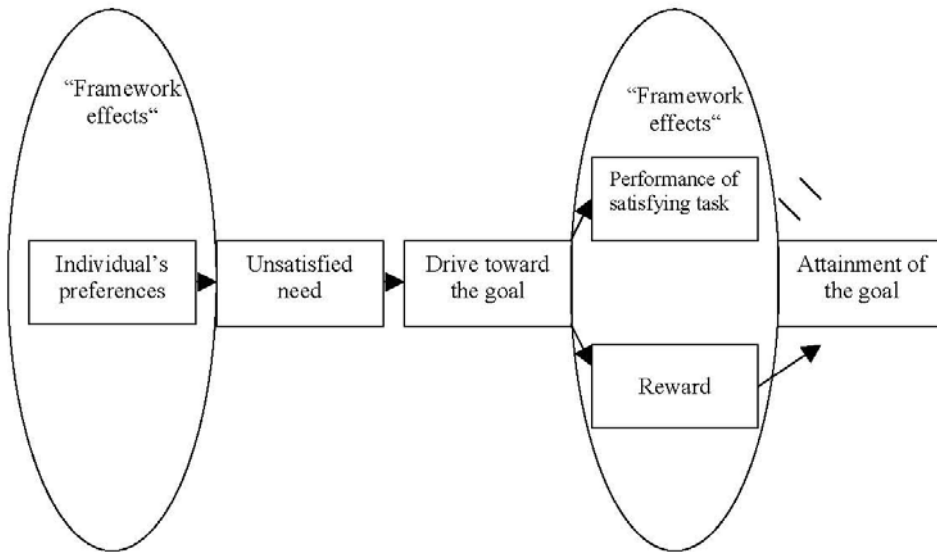 “Framework
effects“
Individual’s
preferences
Unsatisfied
need
Drive toward
the goal
“Framework
effects“
Performance of
satisfying task
Reward
Attainment of
the goal